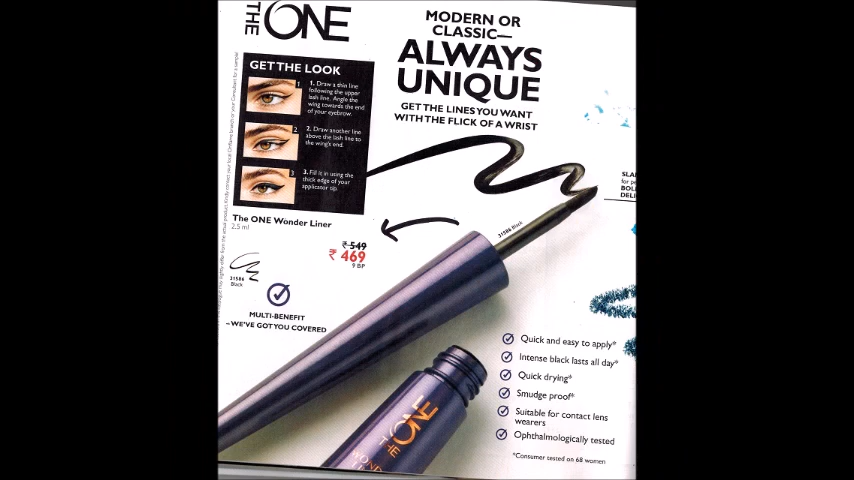 THE ONE
MODERN OR
CLASSIC—
ALWAYS
UNIQUE
GET THE LINES YOU WANT
WITH THE FLICK OF A WRIST
GET THE LOOK
1
1. Draw a thin line
following the upper
lash line. Angle the
wing towards the end
of your eyebrow.
2
2. Draw another line
above the lash line to
the wing's end.
3
3. Fill it in using the
thick edge of your
applicator tip.
The ONE Wonder Liner
2.5 ml
₹ 549
₹ 469
9 BP
31586
Black
31586 Black
MULTI-BENEFIT
–WE'VE GOT YOU COVERED
Quick and easy to apply*
Intense black lasts all day*
Quick drying*
Smudge proof*
Suitable for contact lens
wearers
Ophthalmologically tested
*Consumer tested on 68 women
THE ONE